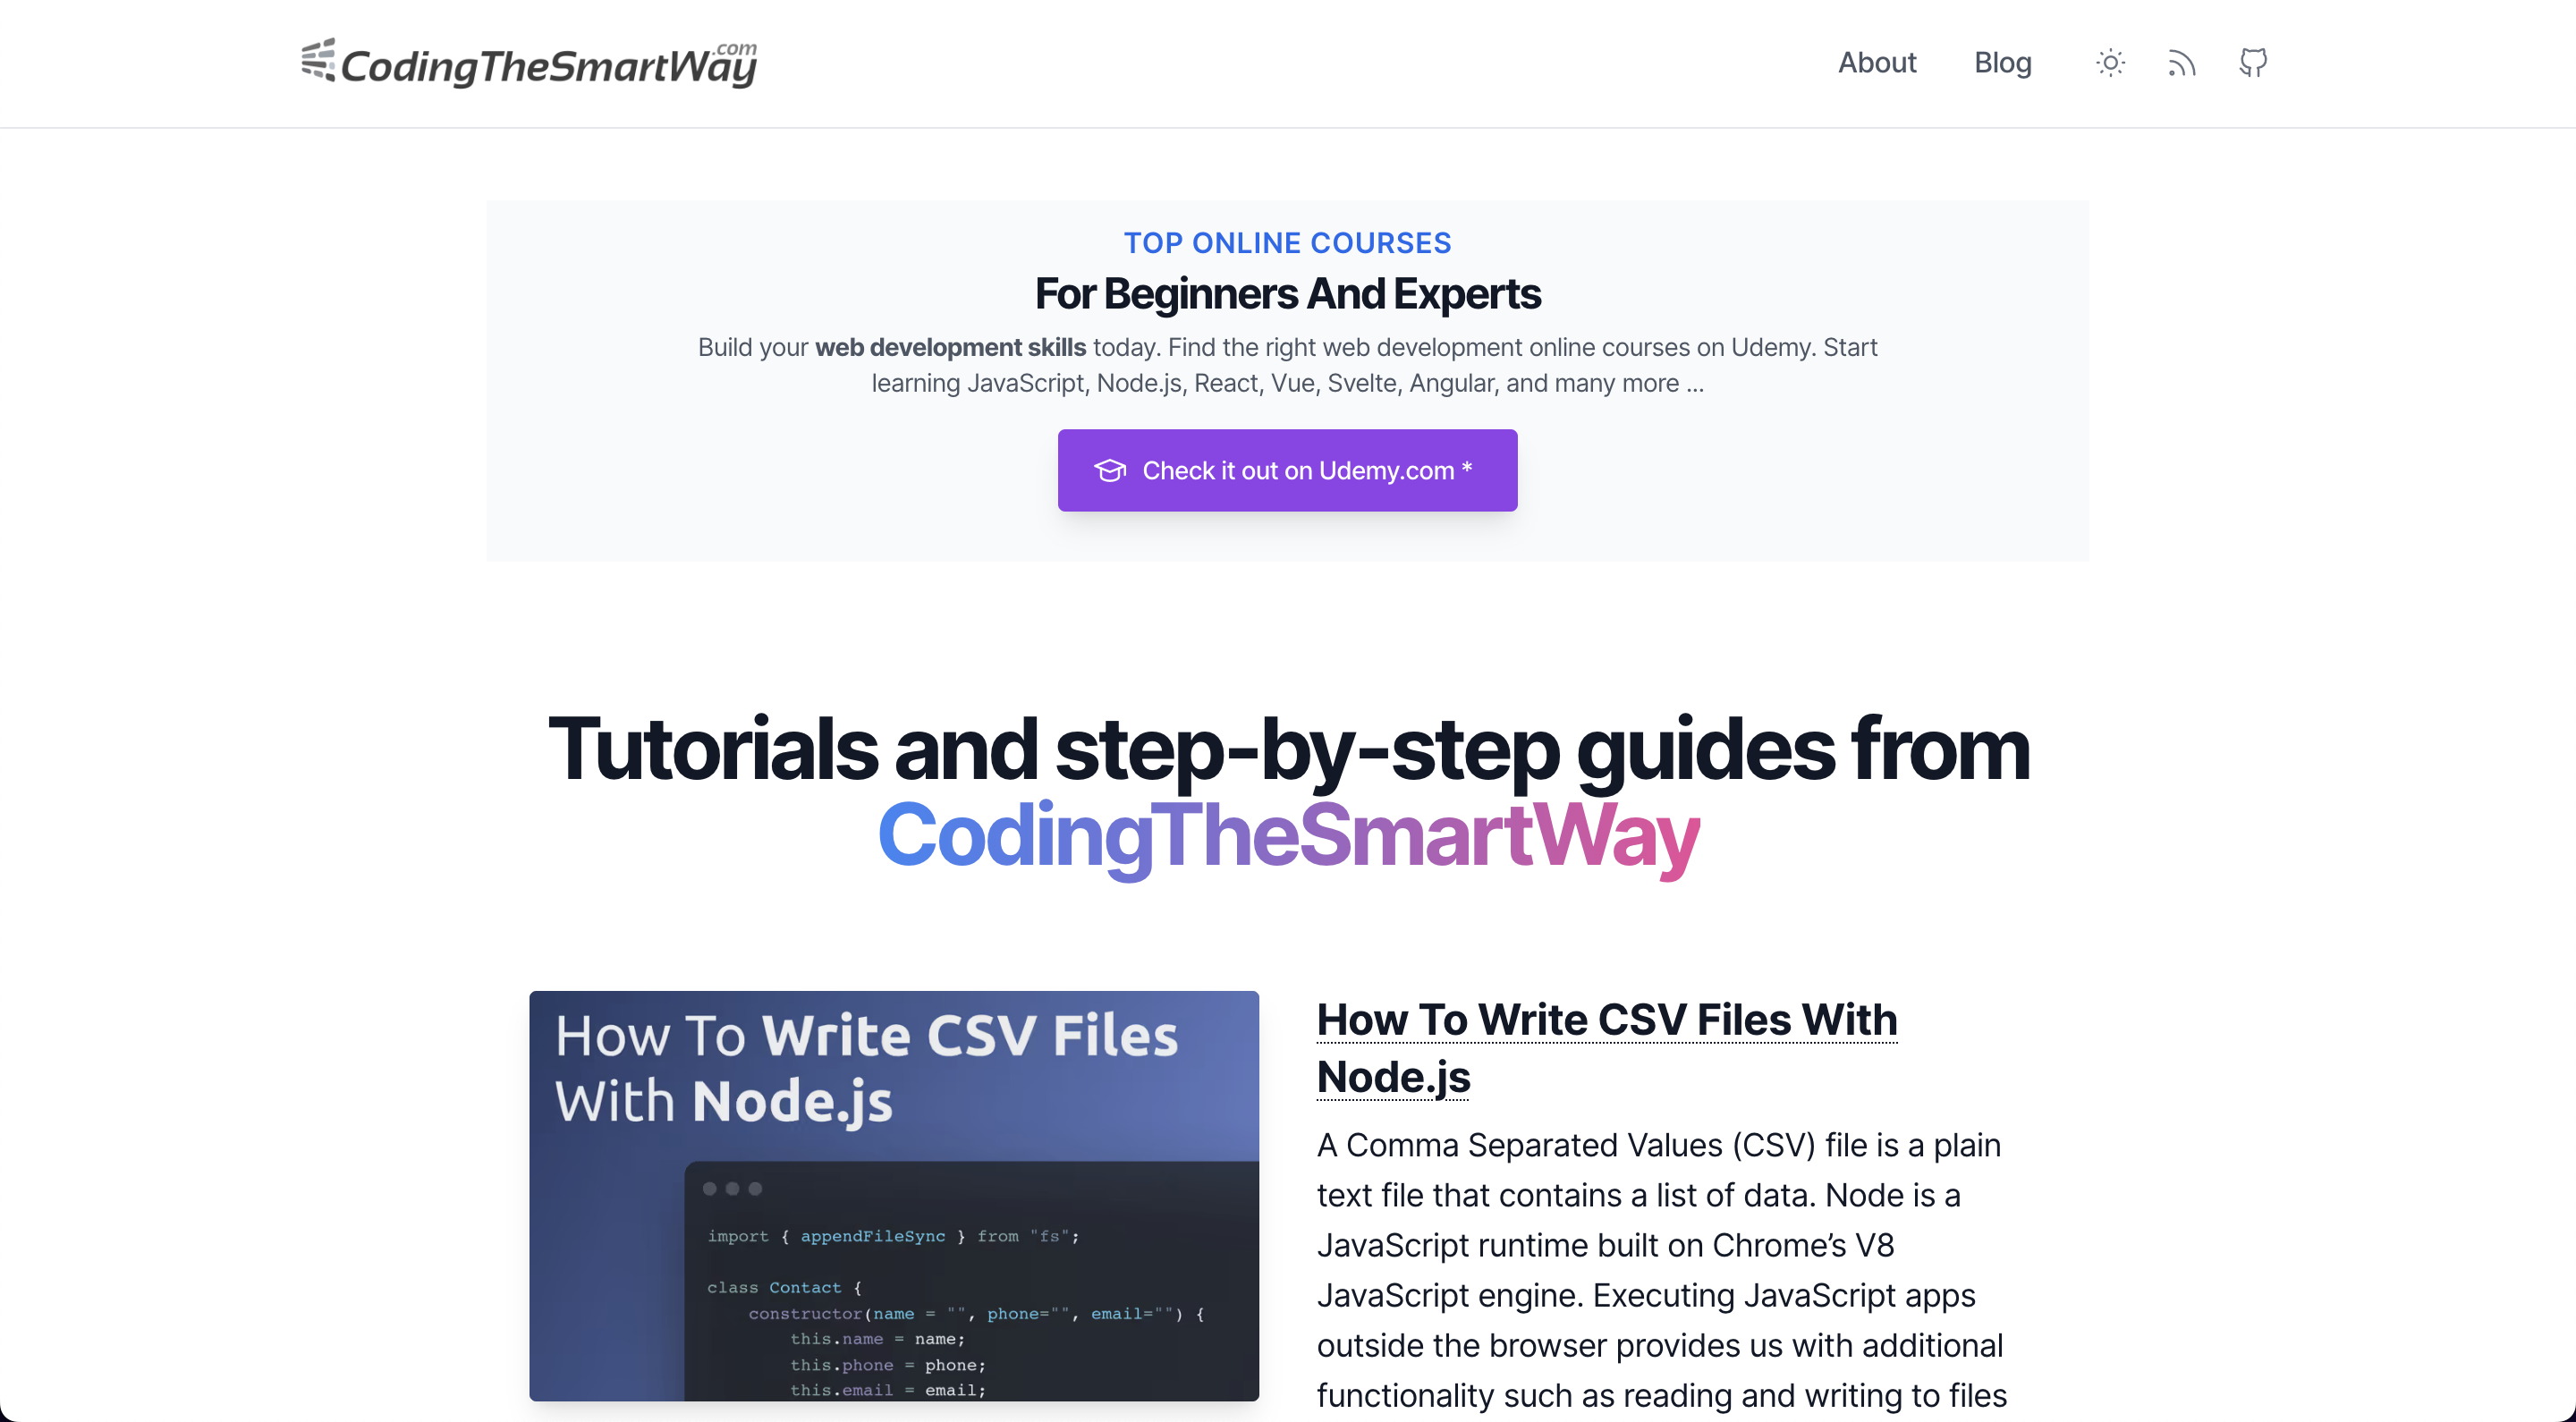 CodingTheSmartWay.com
About
Blog
TOP ONLINE COURSES
For Beginners And Experts
Build your web development skills today. Find the right web development online courses on Udemy. Start
learning JavaScript, Node.js, React, Vue, Svelte, Angular, and many more ...
Check it out on Udemy.com *
Tutorials and step-by-step guides from
CodingTheSmartWay
How To Write CSV Files
With Node.js
import { appendFileSync } from "fs";
class Contact {
constructor(name = "", phone="", email="") {
this.name = name;
this.phone = phone;
this.email = email;
How To Write CSV Files With
Node.js
A Comma Separated Values (CSV) file is a plain
text file that contains a list of data. Node is a
JavaScript runtime built on Chrome’s V8
JavaScript engine. Executing JavaScript apps
outside the browser provides us with additional
functionality such as reading and writing to files